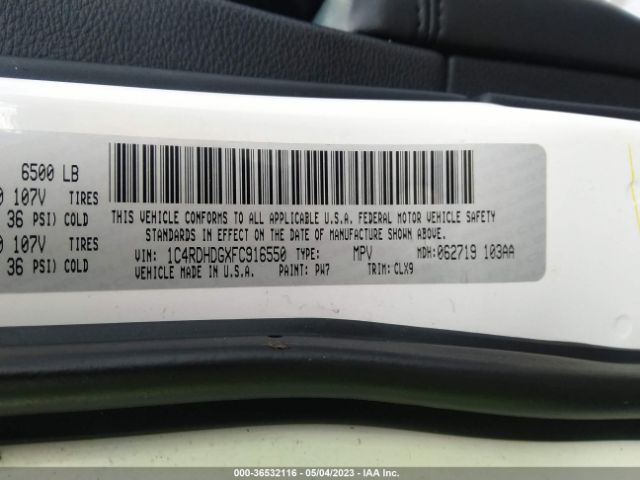 6500 LB
107V TIRES
36 PSI) COLD
107V TIRES
36 PSI) COLD
THIS VEHICLE CONFORMS TO ALL APPLICABLE U.S.A. FEDERAL MOTOR VEHICLE SAFETY
STANDARDS IN EFFECT ON THE DATE OF MANUFACTURE SHOWN ABOVE.
VIN: 1C4RDHDGXFC916550 TYPE: MPV MDH:062719 103AA
VEHICLE MADE IN U.S.A. PAINT: PW7 TRIM: CLX9
000-36532116 - 05/04/2023 - IAA Inc.